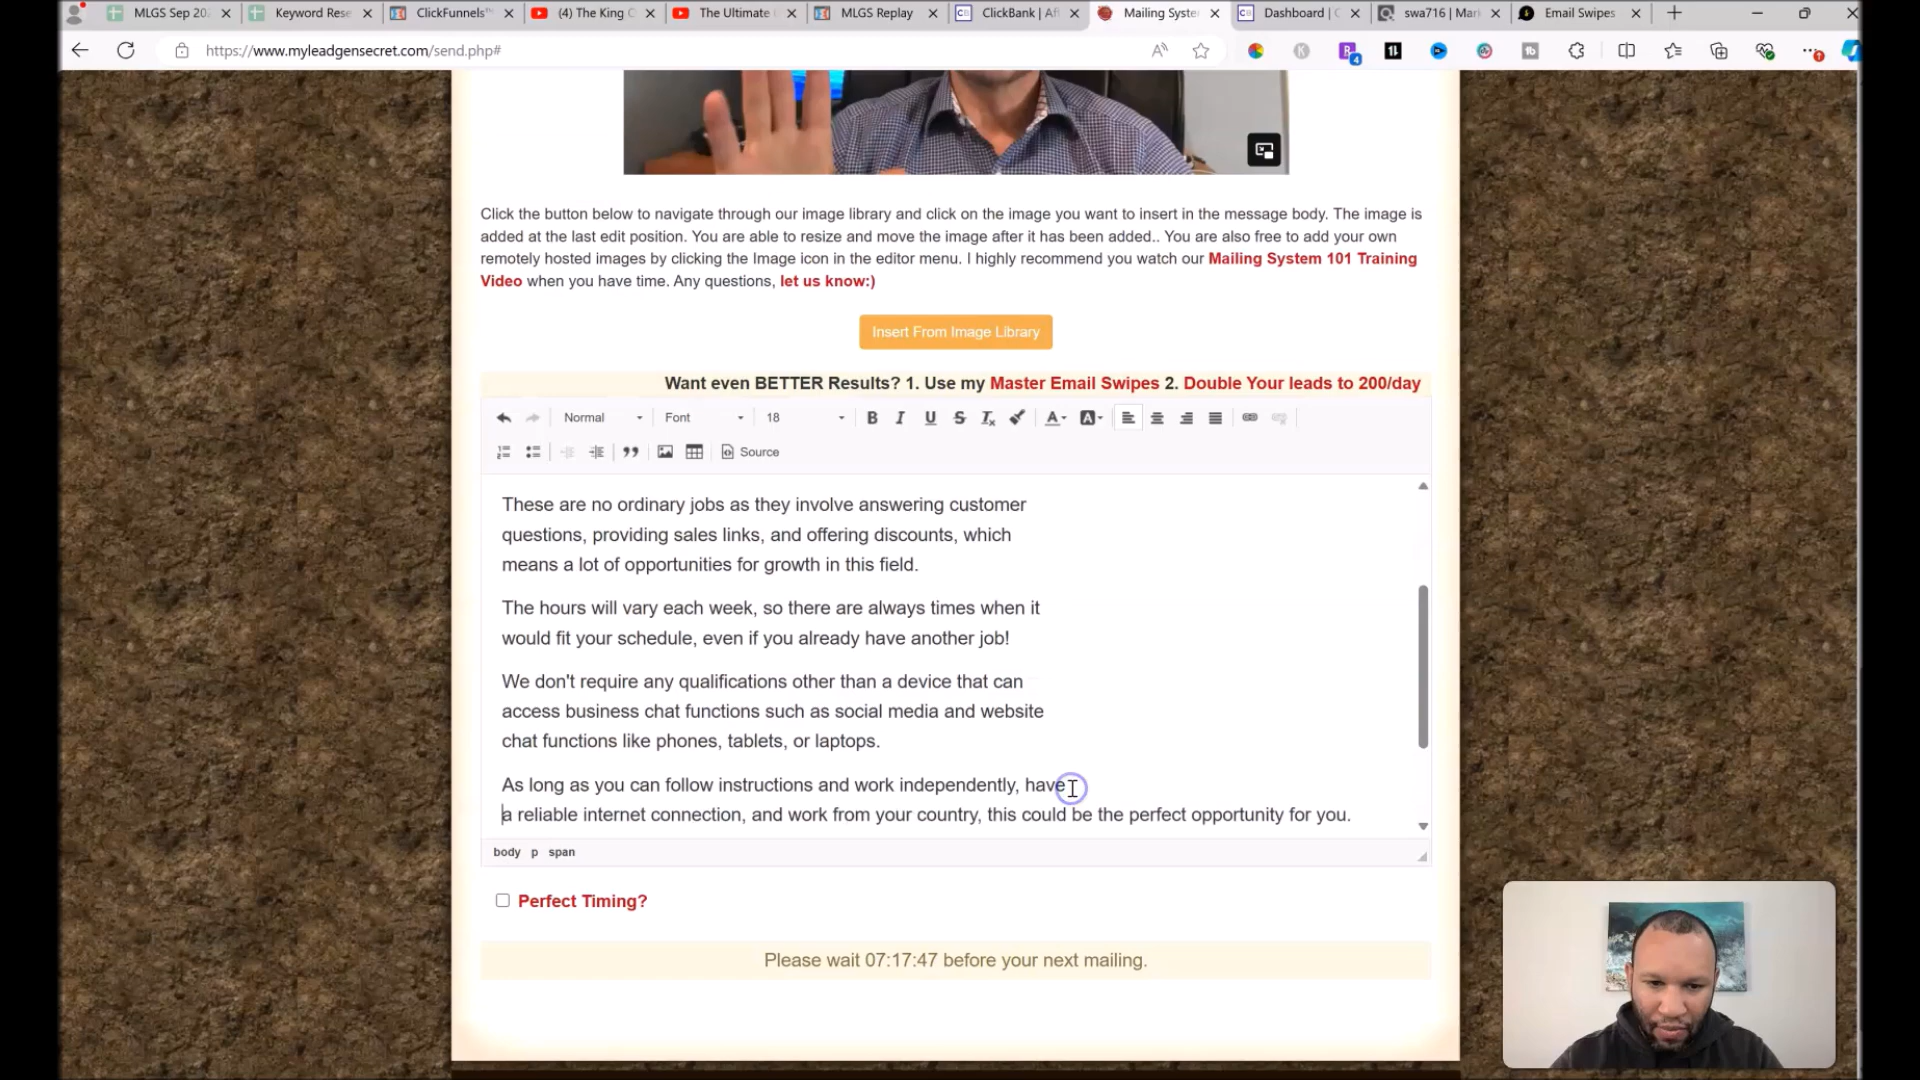 MLGS Sep 20
Keyword Rese
ClickFunnels™
(4) The King
The Ultimate
MLGS Replay
ClickBank | Aff
Mailing Syste
Dashboard |
swa716 | Mar
Email Swipes
https://www.myleadgensecret.com/send.php#
Click the button below to navigate through our image library and click on the image you want to insert in the message body. The image is
added at the last edit position. You are able to resize and move the image after it has been added.. You are also free to add your own
remotely hosted images by clicking the Image icon in the editor menu. I highly recommend you watch our Mailing System 101 Training
Video when you have time. Any questions, let us know:)
Insert From Image Library
Want even BETTER Results? 1. Use my Master Email Swipes 2. Double Your leads to 200/day
Normal
Font
18
Source
These are no ordinary jobs as they involve answering customer
questions, providing sales links, and offering discounts, which
means a lot of opportunities for growth in this field.
The hours will vary each week, so there are always times when it
would fit your schedule, even if you already have another job!
We don't require any qualifications other than a device that can
access business chat functions such as social media and website
chat functions like phones, tablets, or laptops.
As long as you can follow instructions and work independently, have
a reliable internet connection, and work from your country, this could be the perfect opportunity for you.
body p span
Perfect Timing?
Please wait 07:17:47 before your next mailing.